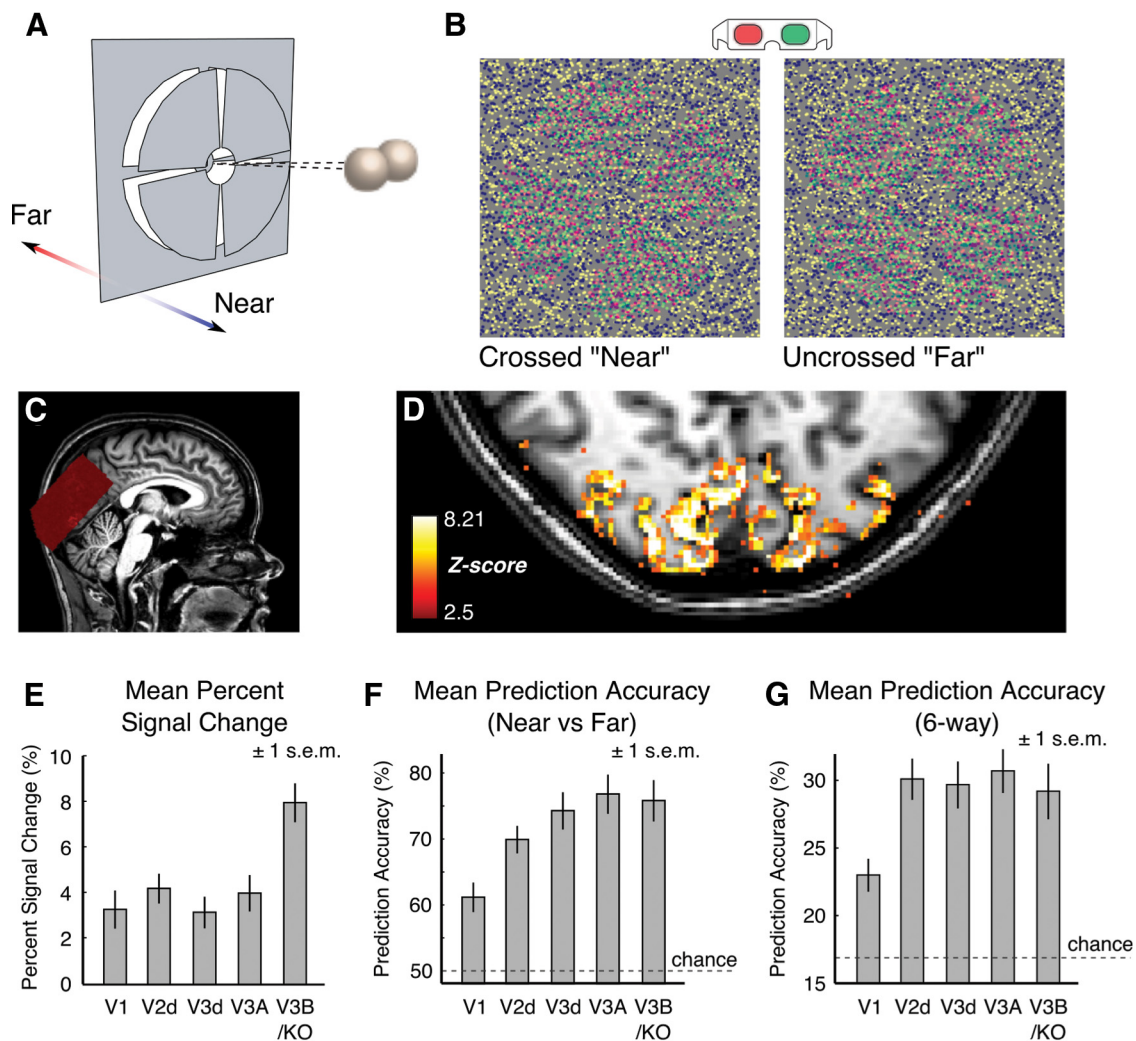 A
Far
Near
B
Crossed "Near"
Uncrossed "Far"
C
D
8.21
Z-score
2.5
E
Mean Percent
Signal Change
± 1 s.e.m.
Percent Signal Change (%)
10
8
6
4
2
0
V1 V2d V3d V3A V3B
/KO
F
Mean Prediction Accuracy
(Near vs Far)
± 1 s.e.m.
Prediction Accuracy (%)
80
70
60
50
chance
V1 V2d V3d V3A V3B
/KO
G
Mean Prediction Accuracy
(6-way)
± 1 s.e.m.
Prediction Accuracy (%)
30
25
20
15
chance
V1 V2d V3d V3A V3B
/KO